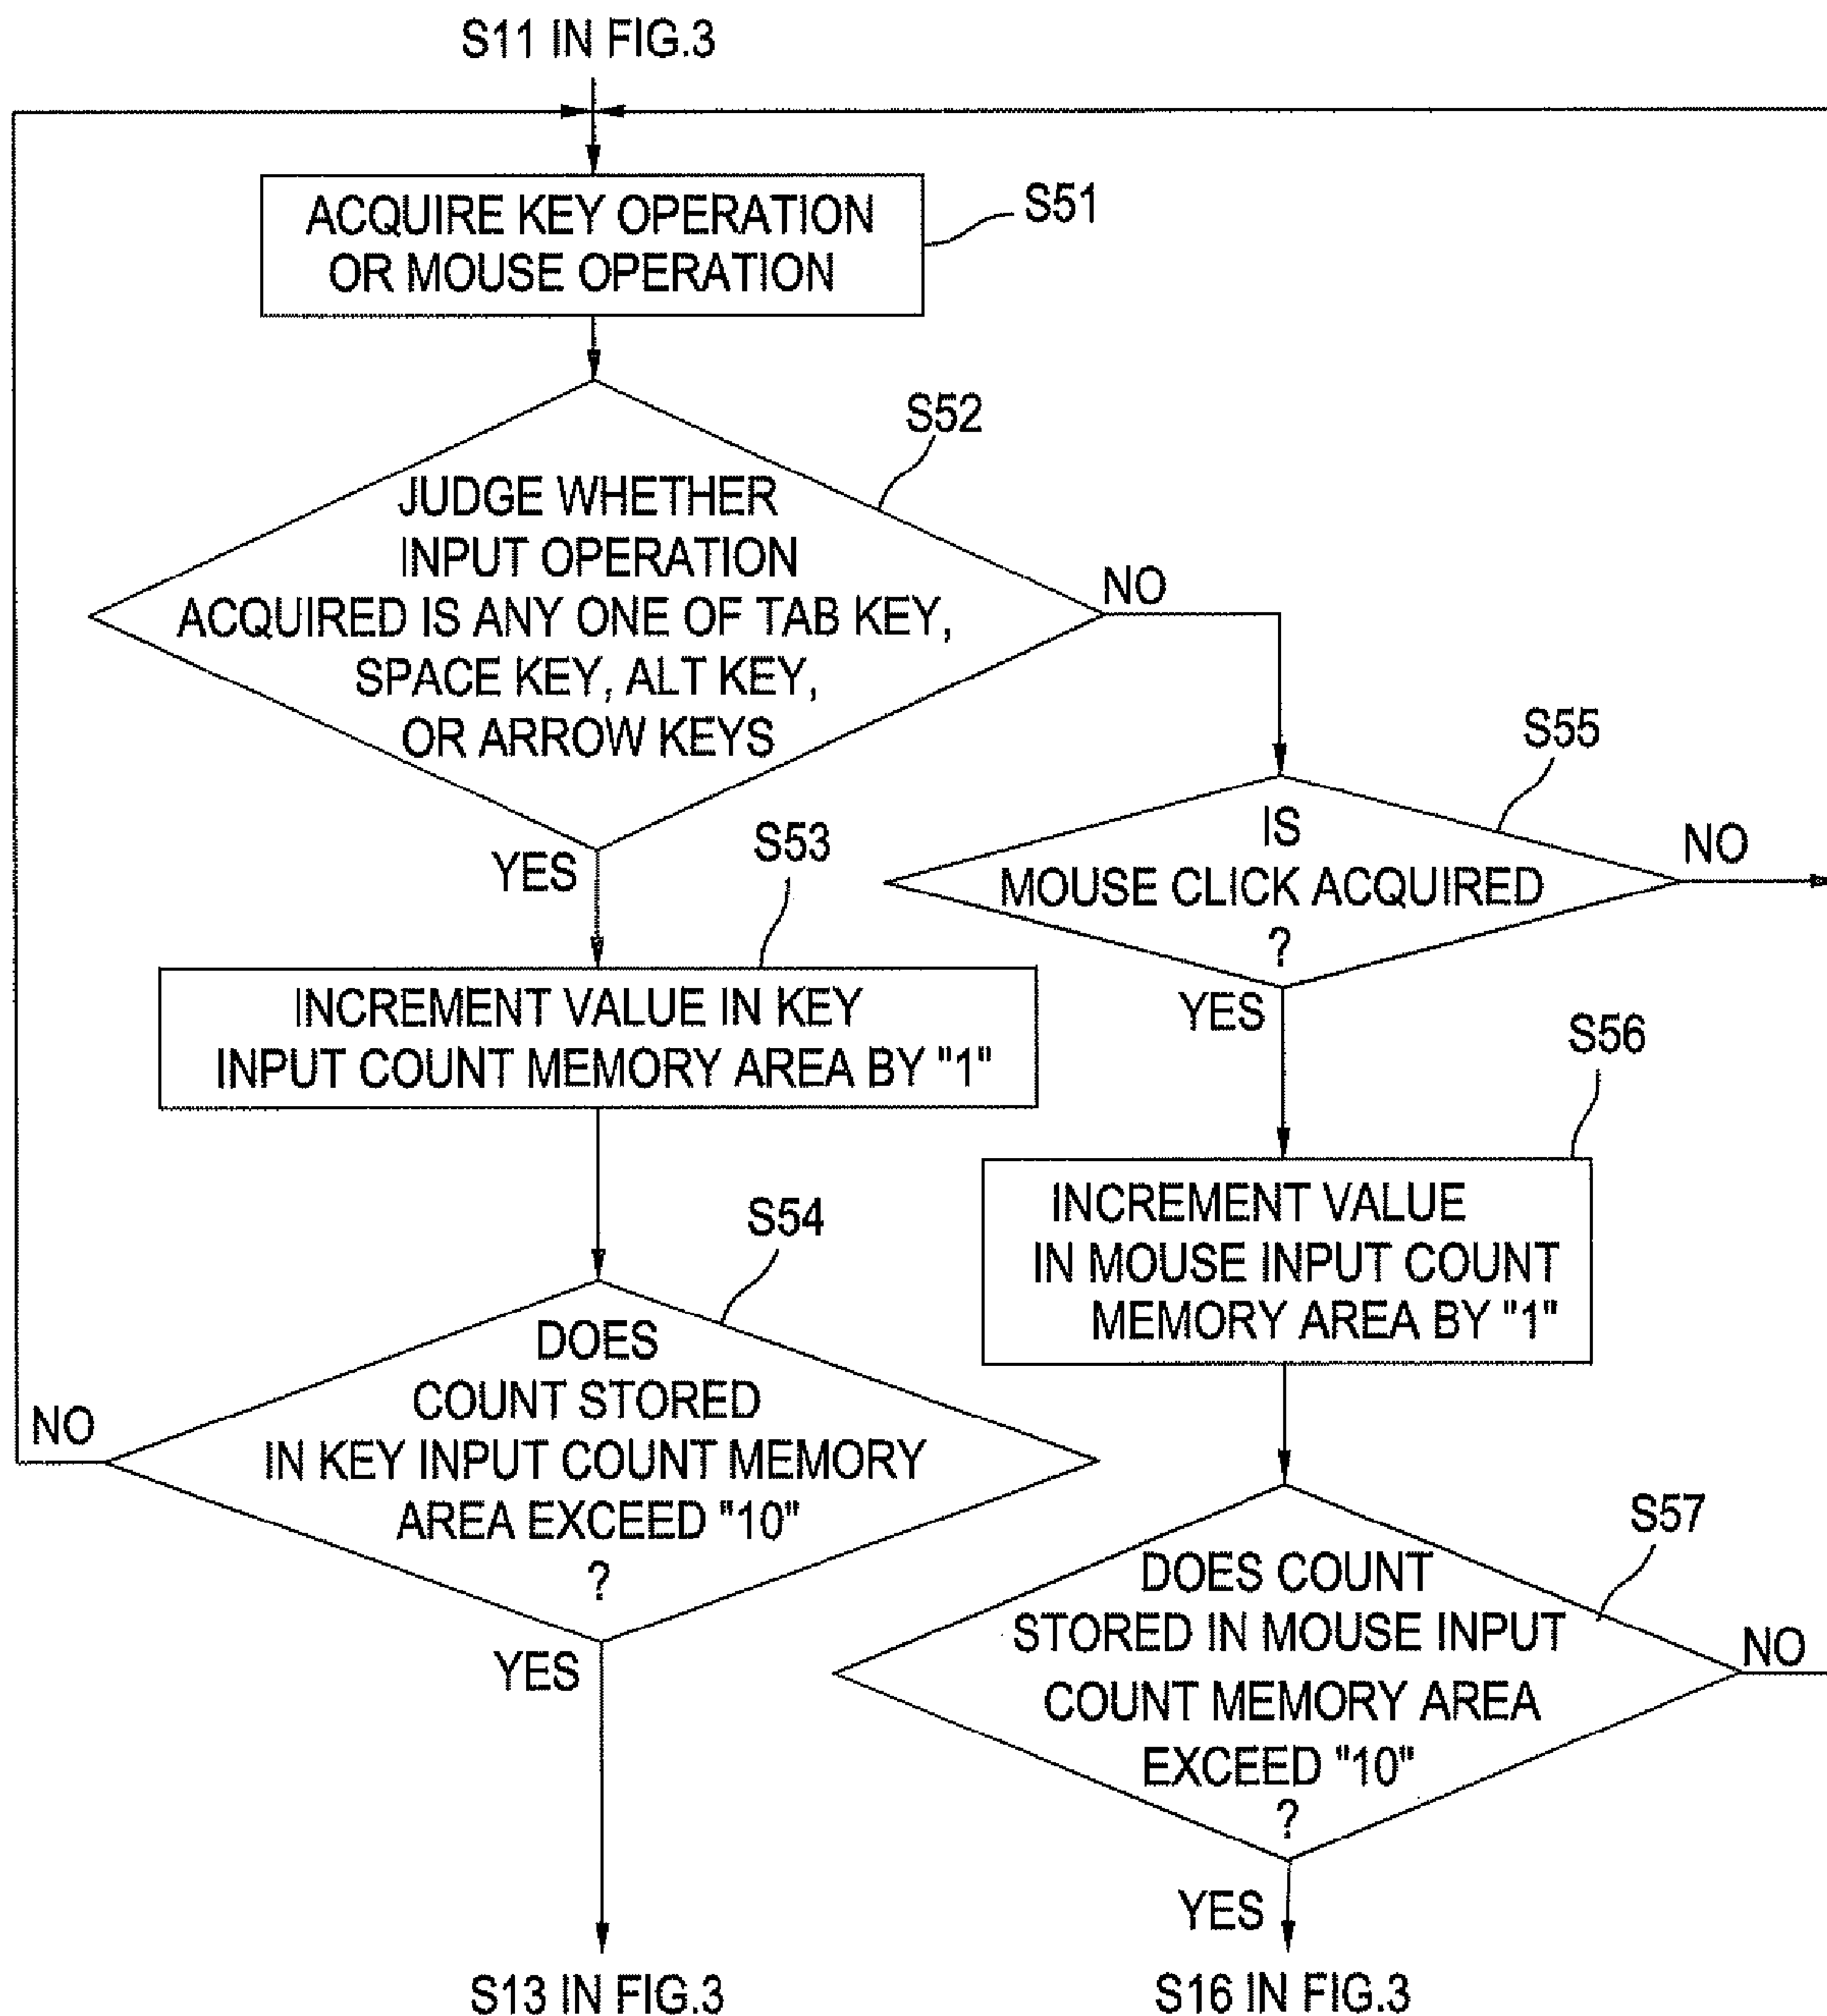 S11 IN FIG.3
ACQUIRE KEY OPERATION
OR MOUSE OPERATION
S51
S52
JUDGE WHETHER
INPUT OPERATION
ACQUIRED IS ANY ONE OF TAB KEY,
SPACE KEY, ALT KEY,
OR ARROW KEYS
NO
YES
S53
INCREMENT VALUE IN KEY
INPUT COUNT MEMORY AREA BY "1"
S54
DOES
COUNT STORED
IN KEY INPUT COUNT MEMORY
AREA EXCEED "10"
?
NO
YES
S13 IN FIG.3
S55
IS
MOUSE CLICK ACQUIRED
?
NO
YES
S56
INCREMENT VALUE
IN MOUSE INPUT COUNT
MEMORY AREA BY "1"
S57
DOES COUNT
STORED IN MOUSE INPUT
COUNT MEMORY AREA
EXCEED "10"
?
NO
YES
S16 IN FIG.3